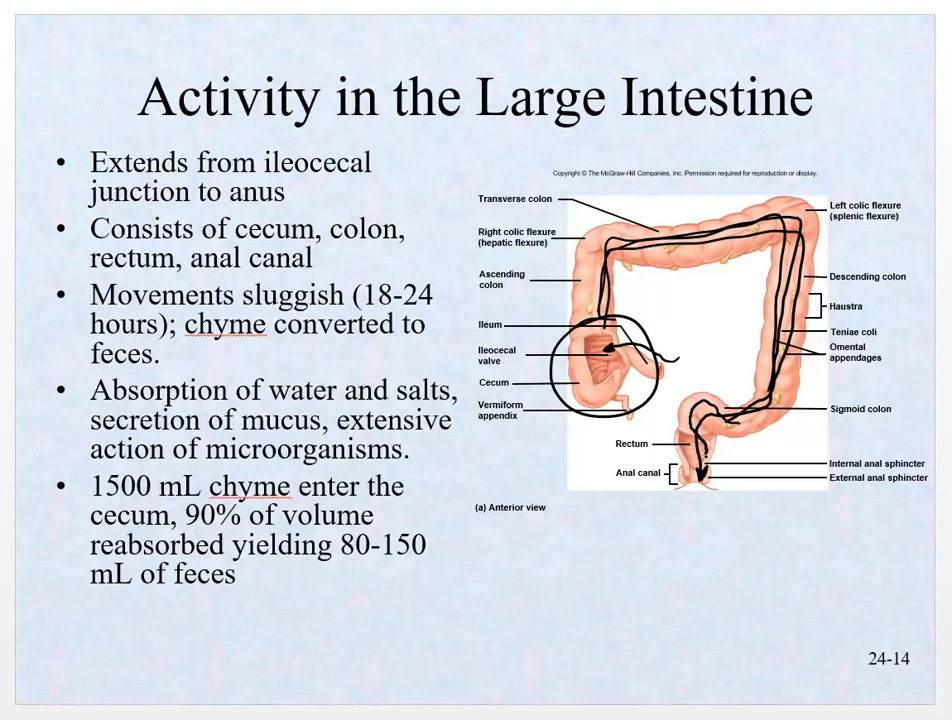 Activity in the Large Intestine
• Extends from ileocecal
junction to anus
• Consists of cecum, colon,
rectum, anal canal
• Movements sluggish (18-24
hours); chyme converted to
feces.
• Absorption of water and salts,
secretion of mucus, extensive
action of microorganisms.
• 1500 mL chyme enter the
cecum, 90% of volume
reabsorbed yielding 80-150
mL of feces
Copyright © The McGraw-Hill Companies, Inc. Permission required for reproduction or display.
Transverse colon
Right colic flexure
(hepatic flexure)
Ascending
colon
Ileum
Ileocecal
valve
Cecum
Vermiform
appendix
Rectum
Anal canal
Left colic flexure
(splenic flexure)
Descending colon
Haustra
Teniae coli
Omental
appendages
Sigmoid colon
Internal anal sphincter
External anal sphincter
(a) Anterior view
24-14